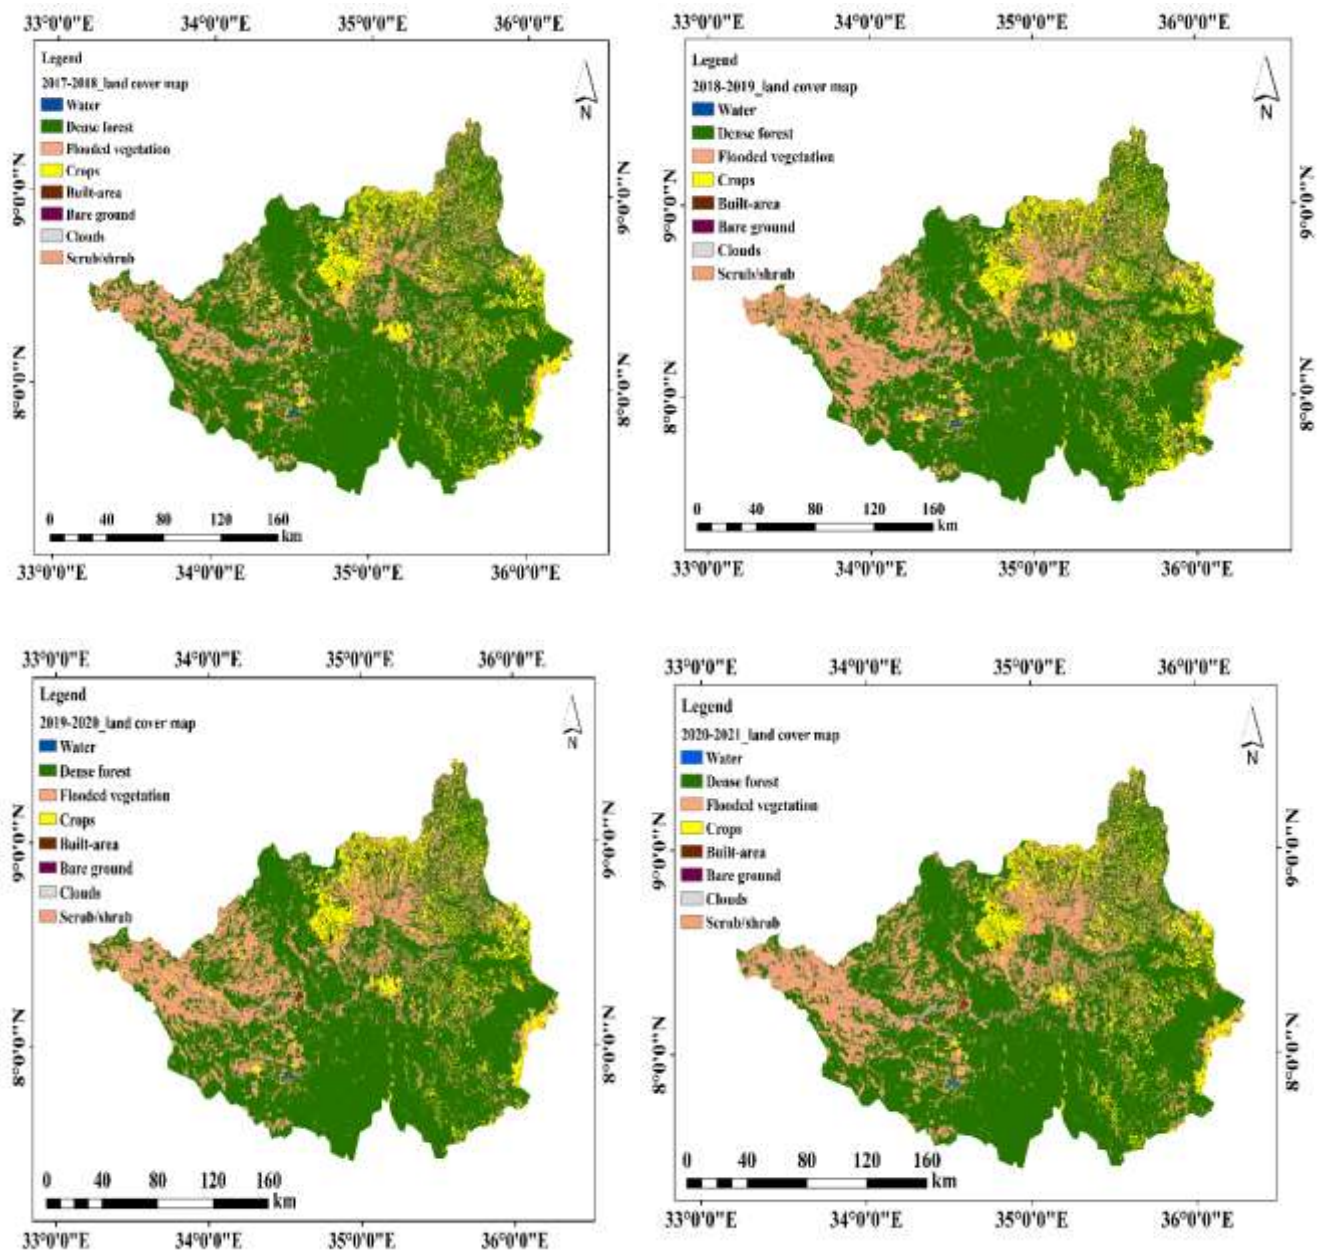 33°0'0"E 34°0'0"E 35°0'0"E 36°0'0"E
Legend
2017-2018_land cover map
Water
Dense forest
Flooded vegetation
Crops
Built-area
Bare ground
Clouds
Scrub/shrub
N
9°0'0"N 9°0'0"N
8°0'0"N 8°0'0"N
0 40 80 120 160
km
33°0'0"E 34°0'0"E 35°0'0"E 36°0'0"E
33°0'0"E 34°0'0"E 35°0'0"E 36°0'0"E
Legend
2018-2019_land cover map
Water
Dense forest
Flooded vegetation
Crops
Built-area
Bare ground
Clouds
Scrub/shrub
N
9°0'0"N 9°0'0"N
8°0'0"N 8°0'0"N
0 40 80 120 160
km
33°0'0"E 34°0'0"E 35°0'0"E 36°0'0"E
33°0'0"E 34°0'0"E 35°0'0"E 36°0'0"E
Legend
2019-2020_land cover map
Water
Dense forest
Flooded vegetation
Crops
Built-area
Bare ground
Clouds
Scrub/shrub
N
9°0'0"N 9°0'0"N
8°0'0"N 8°0'0"N
0 40 80 120 160
km
33°0'0"E 34°0'0"E 35°0'0"E 36°0'0"E
33°0'0"E 34°0'0"E 35°0'0"E 36°0'0"E
Legend
2020-2021_land cover map
Water
Dense forest
Flooded vegetation
Crops
Built-area
Bare ground
Clouds
Scrub/shrub
N
9°0'0"N 9°0'0"N
8°0'0"N 8°0'0"N
0 40 80 120 160
km
33°0'0"E 34°0'0"E 35°0'0"E 36°0'0"E